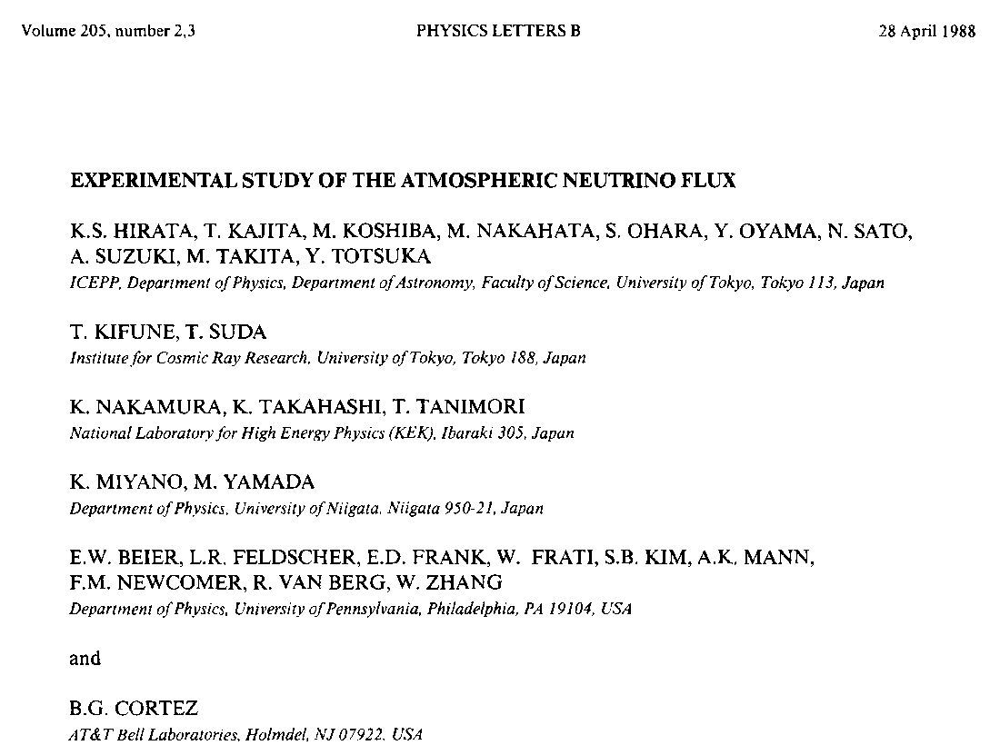 Volume 205, number 2,3 PHYSICS LETTERS B 28 April 1988
EXPERIMENTAL STUDY OF THE ATMOSPHERIC NEUTRINO FLUX
K.S. HIRATA, T. KAJITA, M. KOSHIBA, M. NAKAHATA, S. OHARA, Y. OYAMA, N. SATO,
A. SUZUKI, M. TAKITA, Y. TOTSUKA
ICEPP, Department of Physics, Department of Astronomy, Faculty of Science, University of Tokyo, Tokyo 113, Japan
T. KIFUNE, T. SUDA
Institute for Cosmic Ray Research, University of Tokyo, Tokyo 188, Japan
K. NAKAMURA, K. TAKAHASHI, T. TANIMORI
National Laboratory for High Energy Physics (KEK), Ibaraki 305, Japan
K. MIYANO, M. YAMADA
Department of Physics, University of Niigata, Niigata 950-21, Japan
E.W. BEIER, L.R. FELDSCHER, E.D. FRANK, W. FRATI, S.B. KIM, A.K. MANN,
F.M. NEWCOMER, R. VAN BERG, W. ZHANG
Department of Physics, University of Pennsylvania, Philadelphia, PA 19104, USA
and
B.G. CORTEZ
AT&T Bell Laboratories, Holmdel, NJ 07922, USA